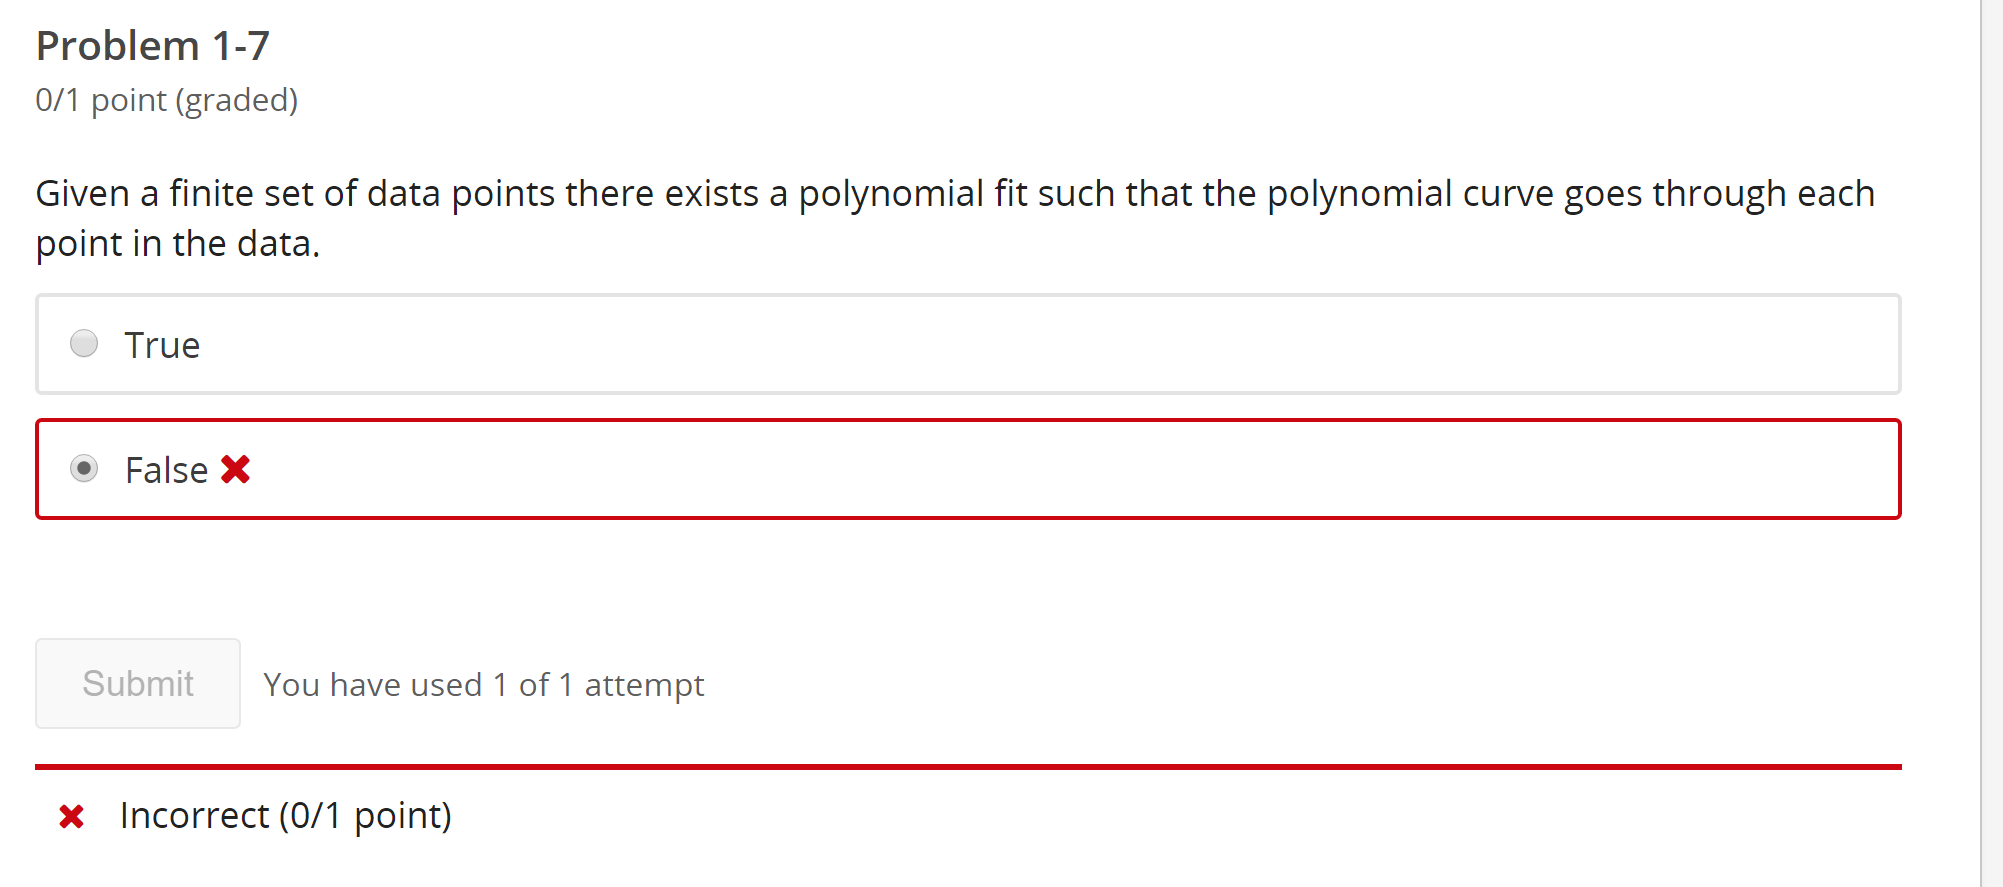 Problem 1-7
0/1 point (graded)
Given a finite set of data points there exists a polynomial fit such that the polynomial curve goes through each
point in the data.
True
False
Submit You have used 1 of 1 attempt
Incorrect (0/1 point)